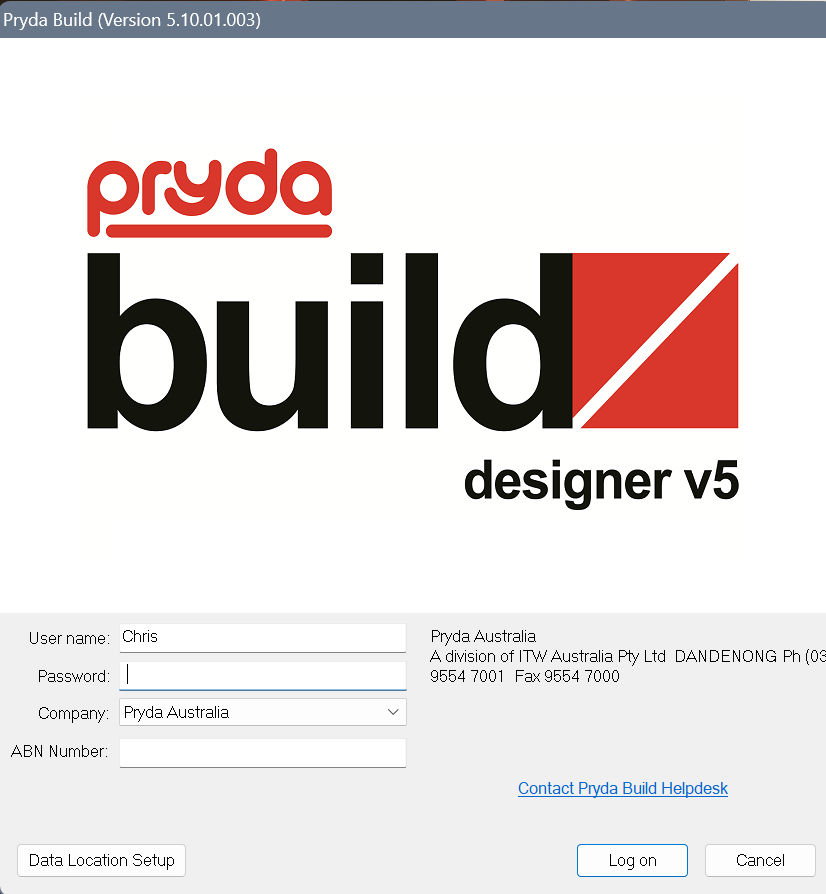 Pryda Build (Version 5.10.01.003)
pryda
build
designer v5
User name: Chris
Password:
Company: Pryda Australia
ABN Number:
Pryda Australia
A division of ITW Australia Pty Ltd  DANDENONG Ph (03
9554 7001  Fax 9554 7000
Contact Pryda Build Helpdesk
Data Location Setup
Log on
Cancel